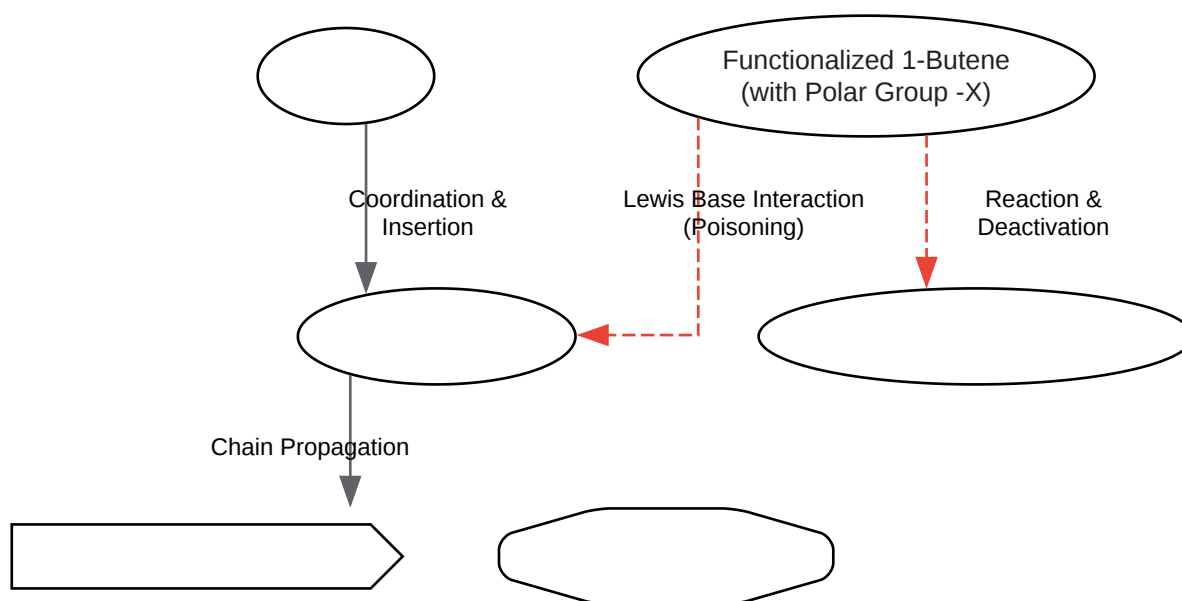 Functionalized 1-Butene
(with Polar Group -X)
Coordination &
Insertion
Lewis Base Interaction
(Poisoning)
Reaction &
Deactivation
Chain Propagation